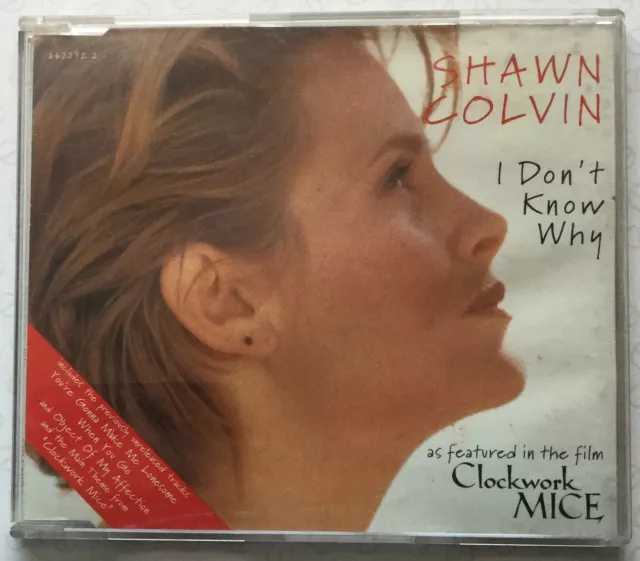 662272 2
SHAWN
COLVIN
I Don't
Know
Why
includes the previously unreleased tracks
You're Gonna Make Me Lonesome
When You Go
and Object Of My Affection
and the Main Theme from
"Clockwork Mice"
as featured in the film
Clockwork
MICE